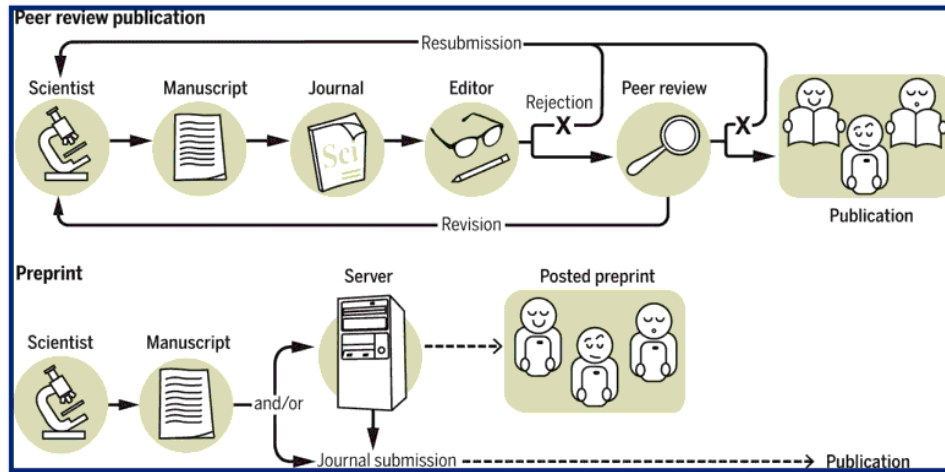 Peer review publication
Resubmission
Scientist
Manuscript
Journal
Editor
Rejection
Peer review
X
X
Sci
Publication
Revision
Preprint
Server
Posted preprint
Scientist
Manuscript
and/or
Journal submission
Publication